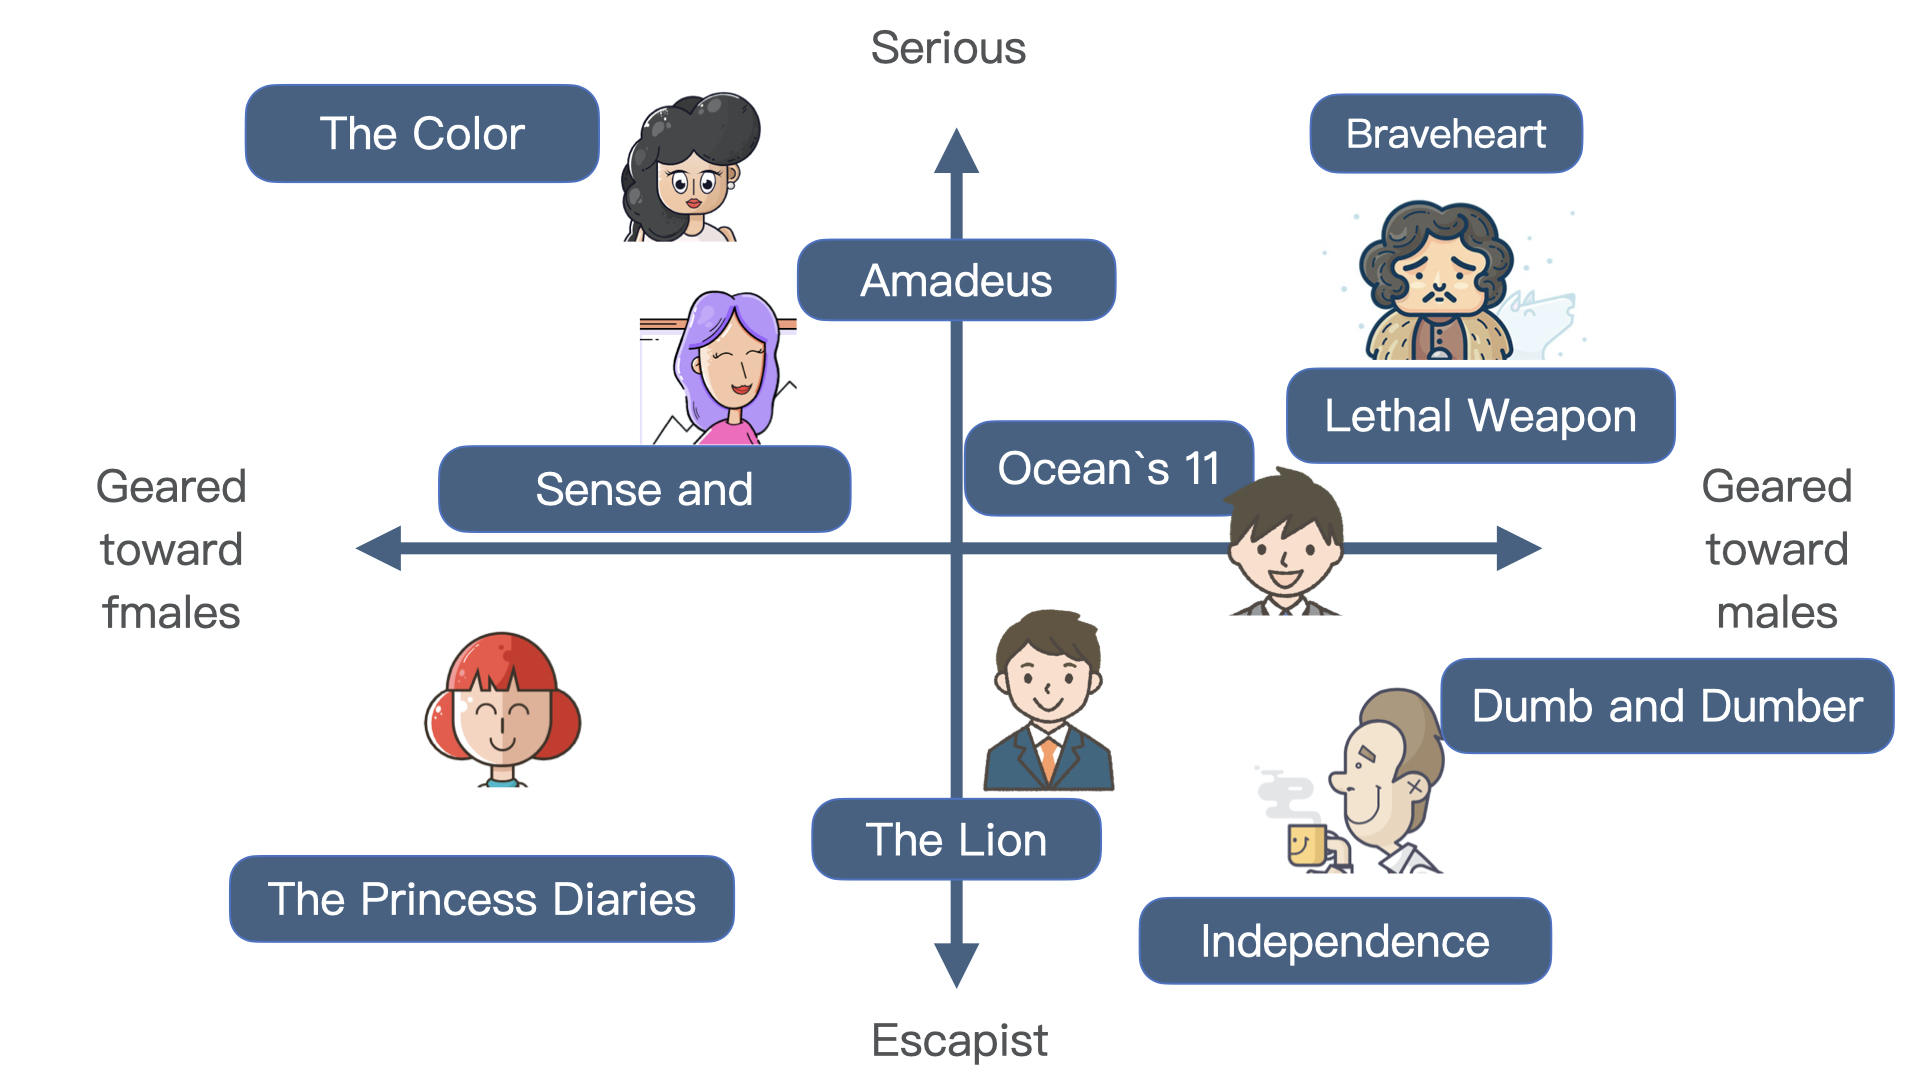 Serious
The Color
Braveheart
Amadeus
Lethal Weapon
Ocean`s 11
Sense and
Geared
toward
fmales
Geared
toward
males
Dumb and Dumber
The Lion
The Princess Diaries
Independence
Escapist